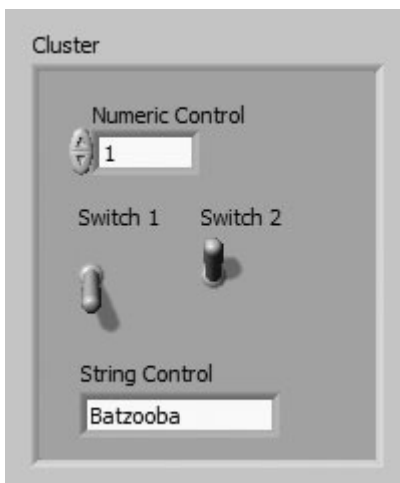 Cluster
Numeric Control
1
Switch 1 Switch 2
String Control
Batzooba